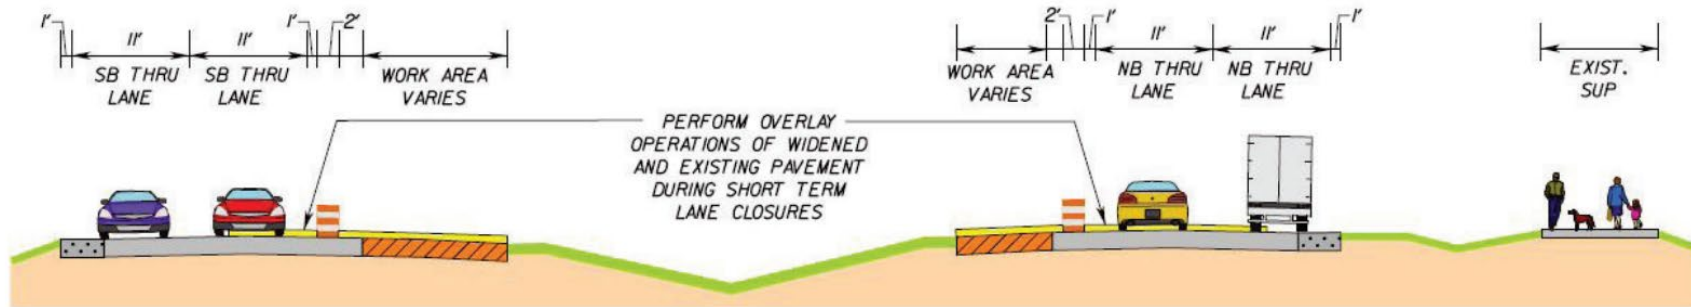 1' 11' 11' 1' 2'
SB THRU LANE
SB THRU LANE
WORK AREA VARIES
PERFORM OVERLAY
OPERATIONS OF WIDENED
AND EXISTING PAVEMENT
DURING SHORT TERM
LANE CLOSURES
2' 1' 11' 11' 1'
WORK AREA VARIES
NB THRU LANE
NB THRU LANE
EXIST.
SUP